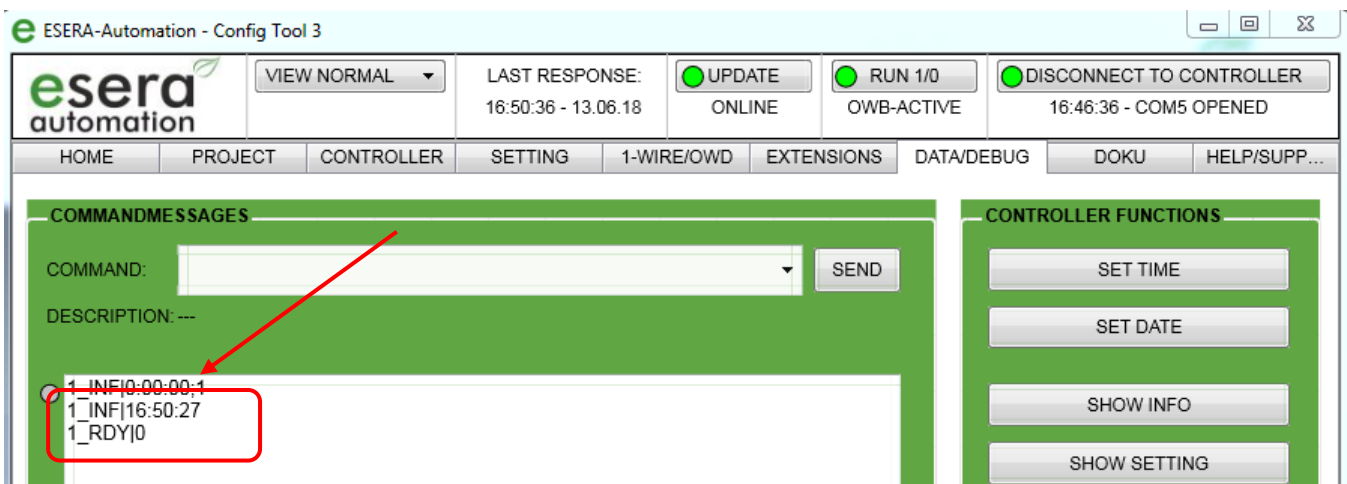 ESERA-Automation - Config Tool 3
esera
automation
VIEW NORMAL
LAST RESPONSE:
16:50:36 - 13.06.18
UPDATE
ONLINE
RUN 1/0
OWB-ACTIVE
DISCONNECT TO CONTROLLER
16:46:36 - COM5 OPENED
HOME PROJECT CONTROLLER SETTING 1-WIRE/OWD EXTENSIONS DATA/DEBUG DOKU HELP/SUPP...
COMMANDMESSAGES
COMMAND:
SEND
DESCRIPTION: ---
1_INF|0:00:00;1
1_INF|16:50:27
1_RDY|0
CONTROLLER FUNCTIONS
SET TIME
SET DATE
SHOW INFO
SHOW SETTING